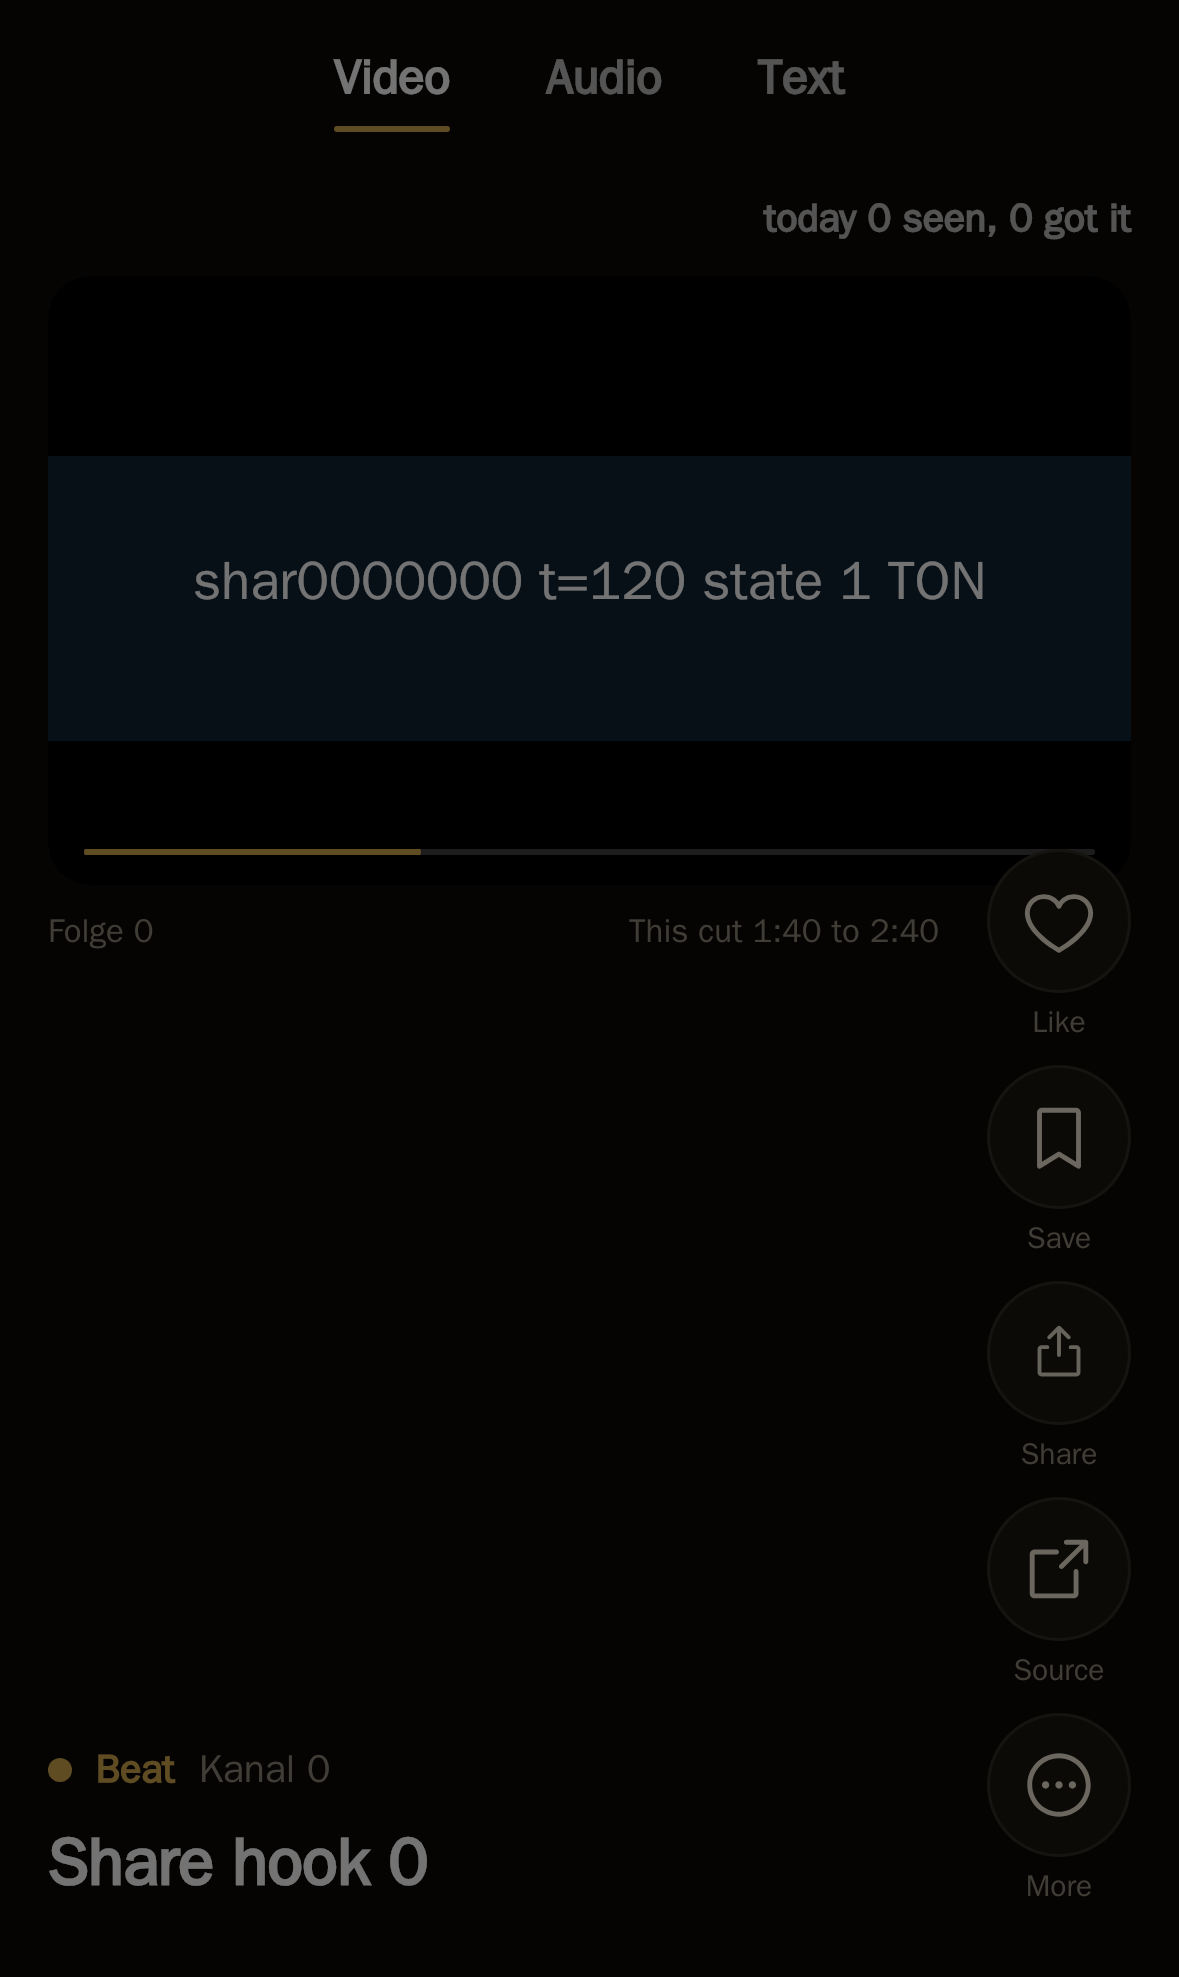 Video Audio Text
today 0 seen, 0 got it
shar0000000 t=120 state 1 TON
Folge 0 This cut 1:40 to 2:40
Like
Save
Share
Source
Beat Kanal 0
Share hook 0
More